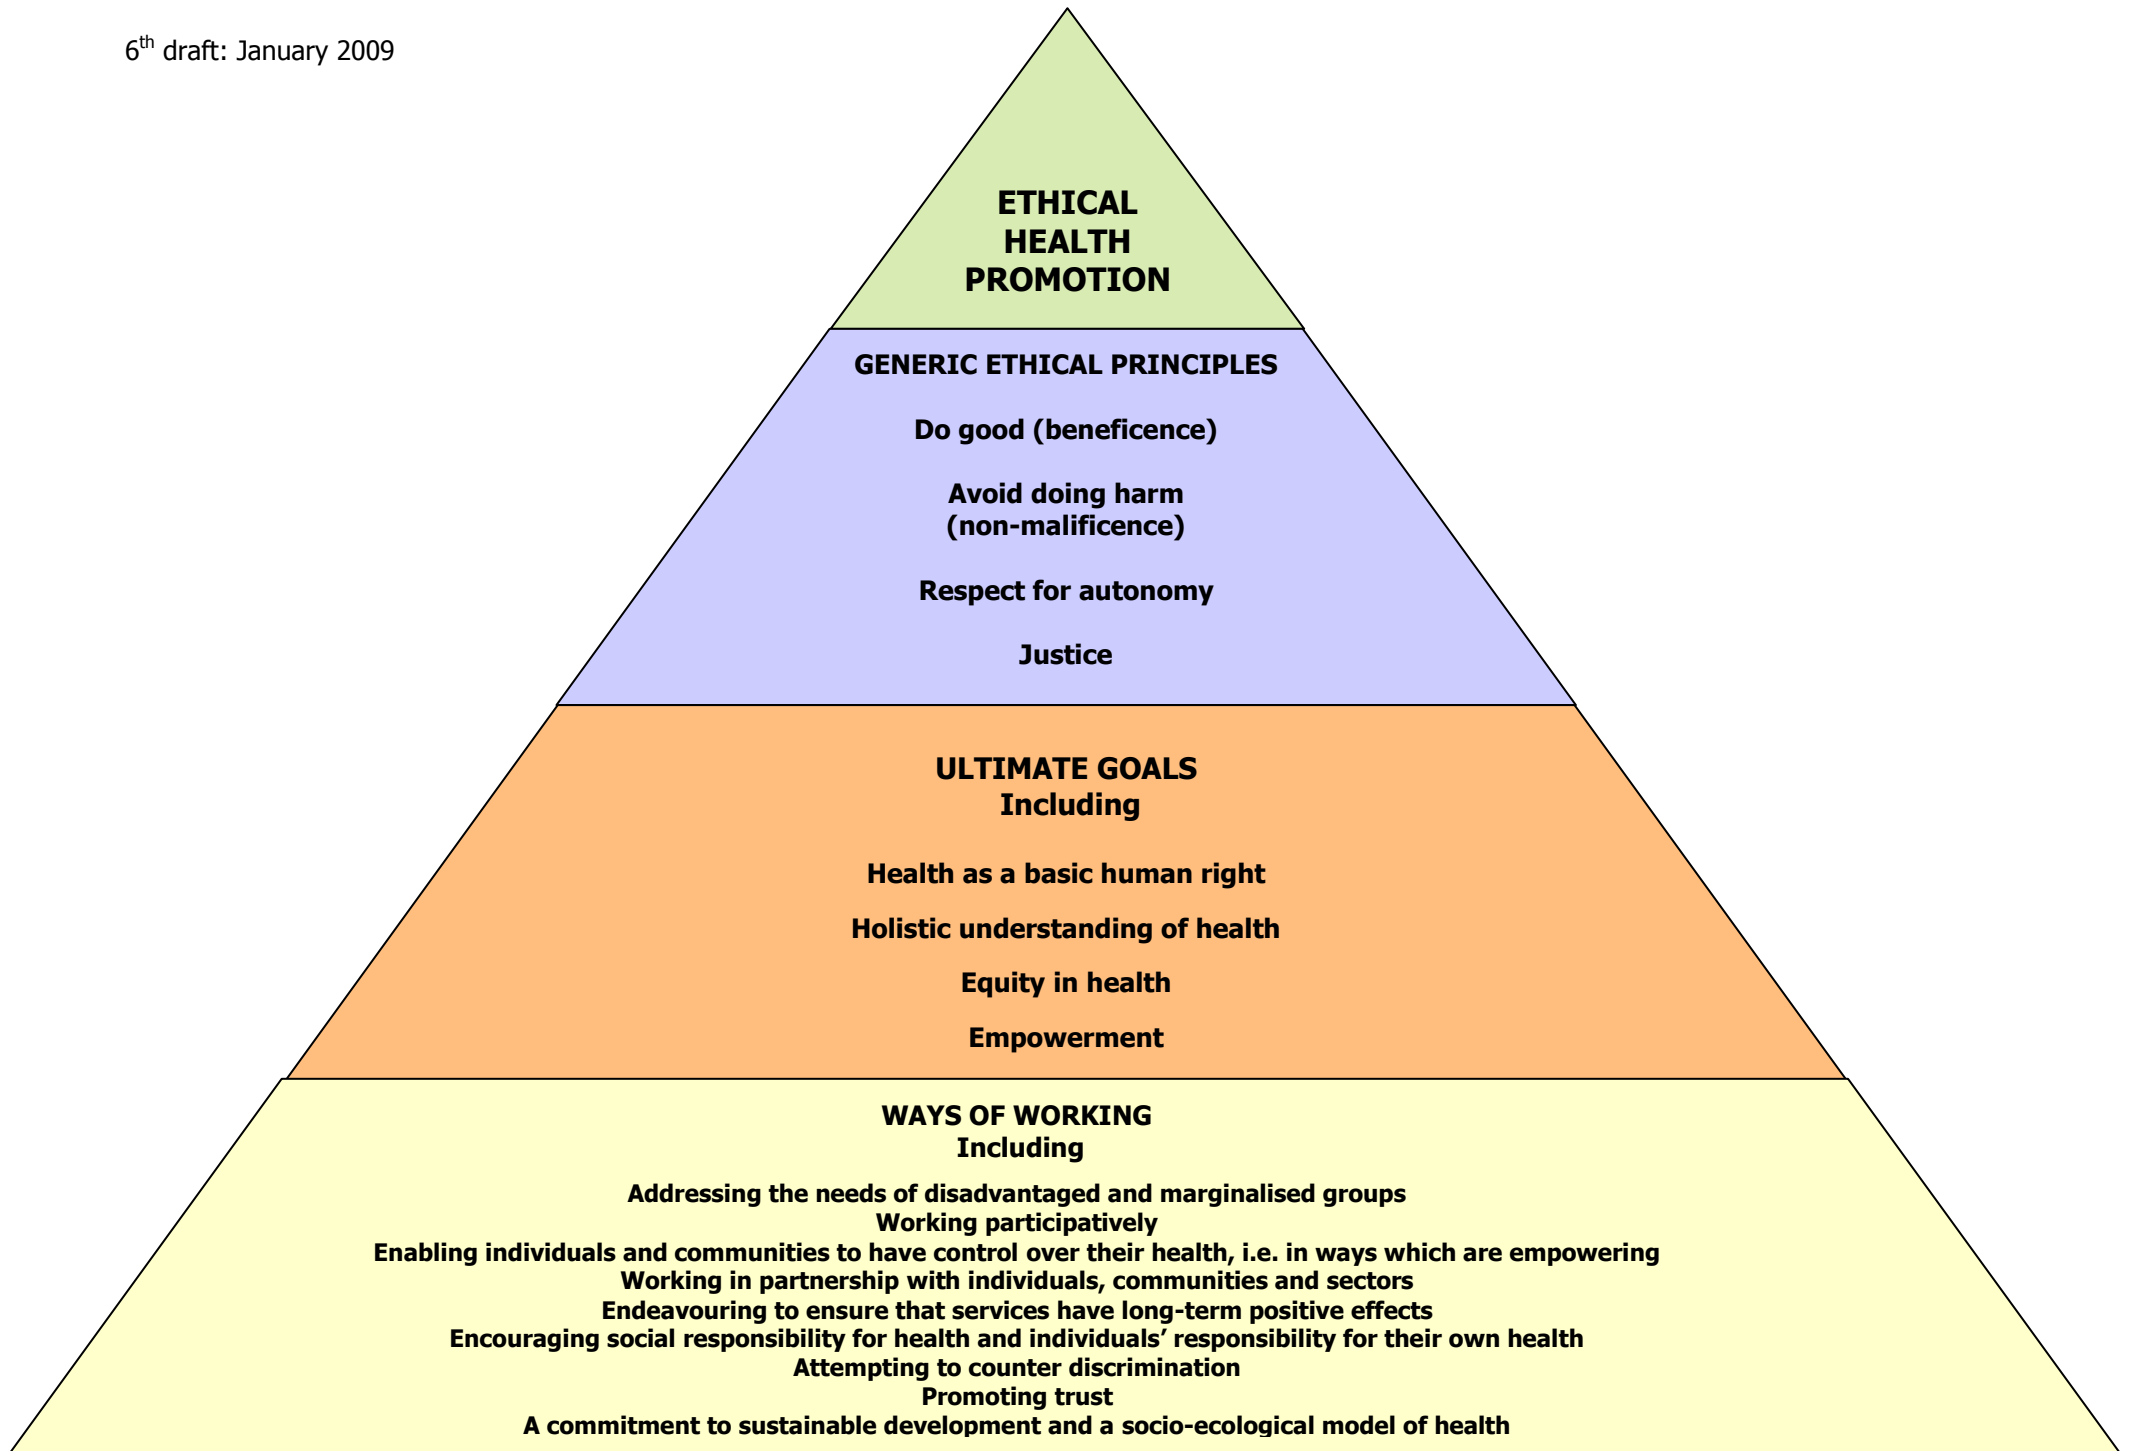 6th draft: January 2009
ETHICAL
HEALTH
PROMOTION
GENERIC ETHICAL PRINCIPLES
Do good (beneficence)
Avoid doing harm
(non-malificence)
Respect for autonomy
Justice
ULTIMATE GOALS
Including
Health as a basic human right
Holistic understanding of health
Equity in health
Empowerment
WAYS OF WORKING
Including
Addressing the needs of disadvantaged and marginalised groups
Working participatively
Enabling individuals and communities to have control over their health, i.e. in ways which are empowering
Working in partnership with individuals, communities and sectors
Endeavouring to ensure that services have long-term positive effects
Encouraging social responsibility for health and individuals’ responsibility for their own health
Attempting to counter discrimination
Promoting trust
A commitment to sustainable development and a socio-ecological model of health